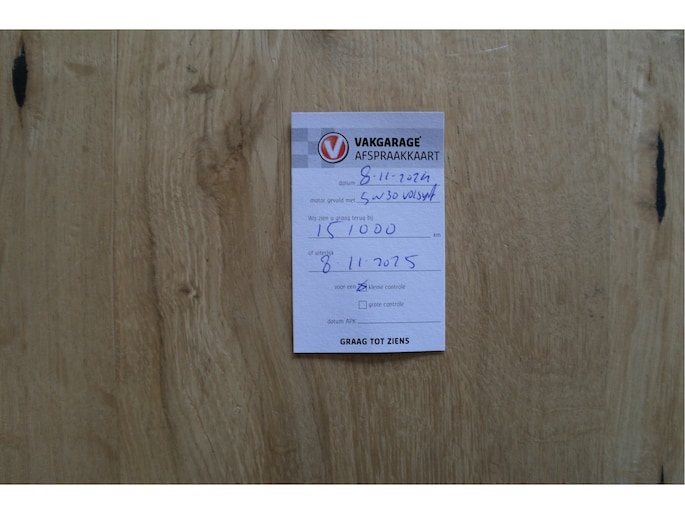 V VAKGARAGE
AFSPRAAKKAART
datum 8-11-2024
motor gevuld met 5W30 volsynt
Wij zien u graag terug bij
151000 km
of uiterlijk
8-11-2025
voor een kleine controle
grote controle
datum APK
GRAAG TOT ZIENS